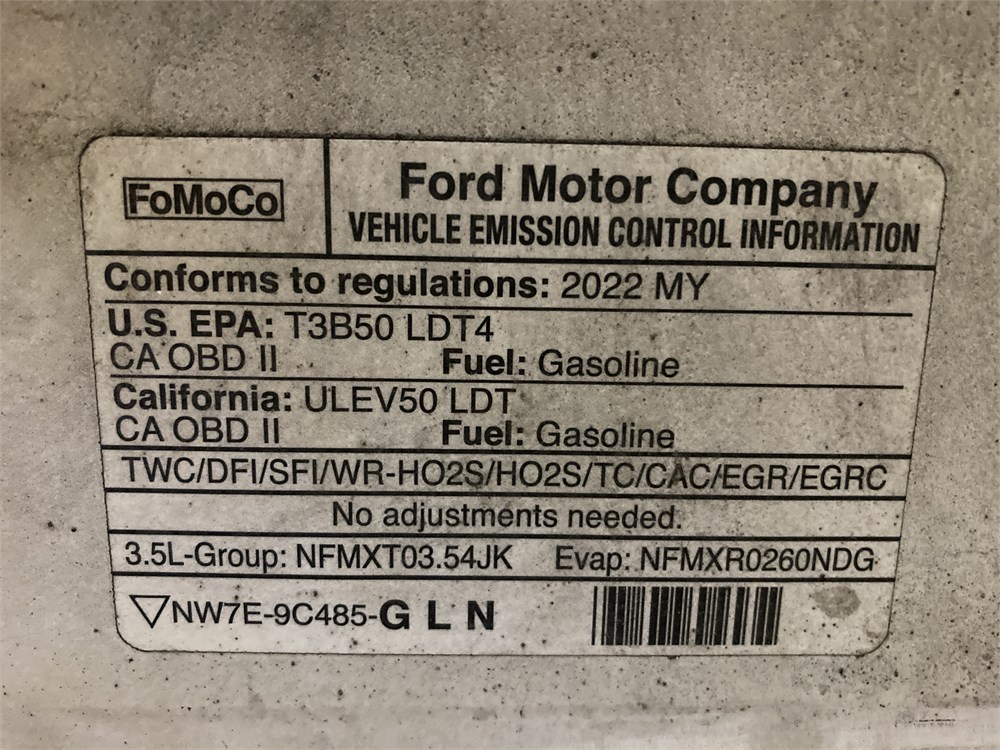 FoMoCo
Ford Motor Company
VEHICLE EMISSION CONTROL INFORMATION
Conforms to regulations: 2022 MY
U.S. EPA: T3B50 LDT4
CA OBD II Fuel: Gasoline
California: ULEV50 LDT
CA OBD II Fuel: Gasoline
TWC/DFI/SFI/WR-HO2S/HO2S/TC/CAC/EGR/EGRC
No adjustments needed.
3.5L-Group: NFMXT03.54JK Evap: NFMXR0260NDG
▽NW7E-9C485-G L N